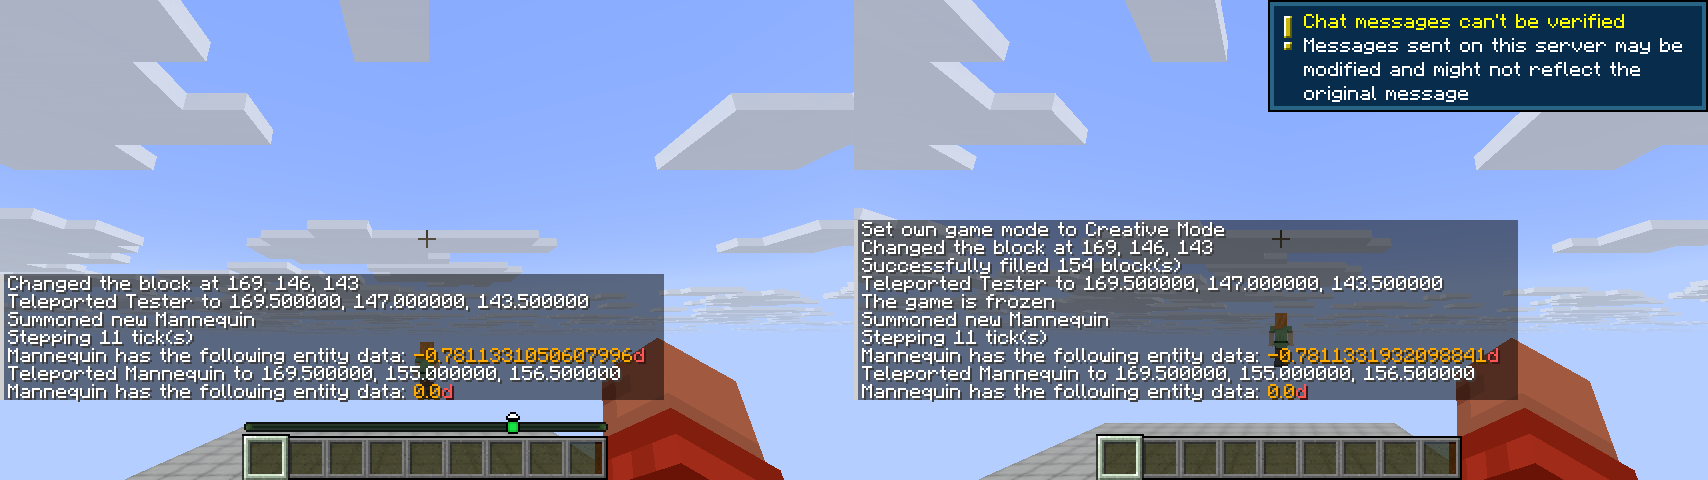 Chat messages can't be verified
Messages sent on this server may be
modified and might not reflect the
original message
Changed the block at 169, 146, 143
Teleported Tester to 169.500000, 147.000000, 143.500000
Summoned new Mannequin
Stepping 11 tick(s)
Mannequin has the following entity data: -0.7811331050607996d
Teleported Mannequin to 169.500000, 155.000000, 156.500000
Mannequin has the following entity data: 0.0d
Set own game mode to Creative Mode
Changed the block at 169, 146, 143
Successfully filled 154 block(s)
Teleported Tester to 169.500000, 147.000000, 143.500000
The game is frozen
Summoned new Mannequin
Stepping 11 tick(s)
Mannequin has the following entity data: -0.7811331932098841d
Teleported Mannequin to 169.500000, 155.000000, 156.500000
Mannequin has the following entity data: 0.0d